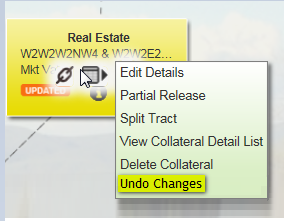 Real Estate
W2W2W2NW4 & W2W2E2...
Mkt
UPDATED
Edit Details
Partial Release
Split Tract
View Collateral Detail List
Delete Collateral
Undo Changes